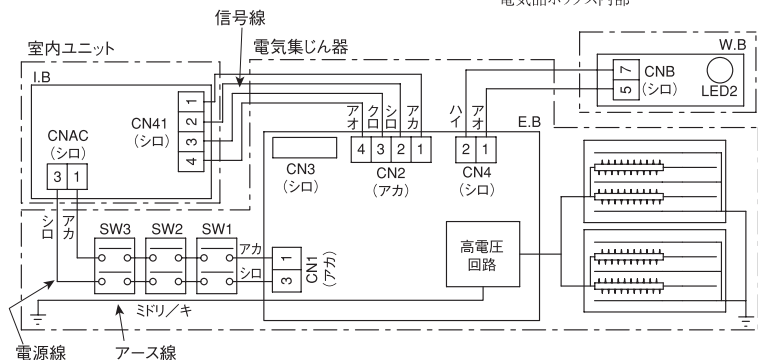 電気品ボックス内部
信号線
室内ユニット
電気集じん器
W.B
I.B
7
5
CNB
(シロ)
LED2
CN41
(シロ)
1
2
3
4
CNAC
(シロ)
3 1
アオ
クロ
シロ
アカ
ハイ
アオ
E.B
4 3 2 1
2 1
CN3
(シロ)
CN2
(アカ)
CN4
(シロ)
シロ
アカ
SW3
SW2
SW1
アカ
シロ
1
3
CN1
(アカ)
高電圧
回路
ミドリ/キ
電源線
アース線